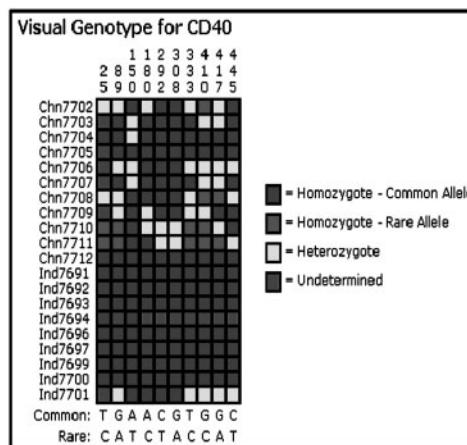 Visual Genotype for CD40
1 1 2 3 3 4 4 4
2 8 5 8 9 0 3 1 1 4
5 9 0 0 2 8 3 0 7 5
Chn7702
Chn7703
Chn7704
Chn7705
Chn7706
Chn7707
Chn7708
Chn7709
Chn7710
Chn7711
Chn7712
Ind7691
Ind7692
Ind7693
Ind7694
Ind7696
Ind7697
Ind7699
Ind7700
Ind7701
Common: T G A A C G T G G C
Rare: C A T C T A C C A T
= Homozygote - Common Allele
= Homozygote - Rare Allele
= Heterozygote
= Undetermined